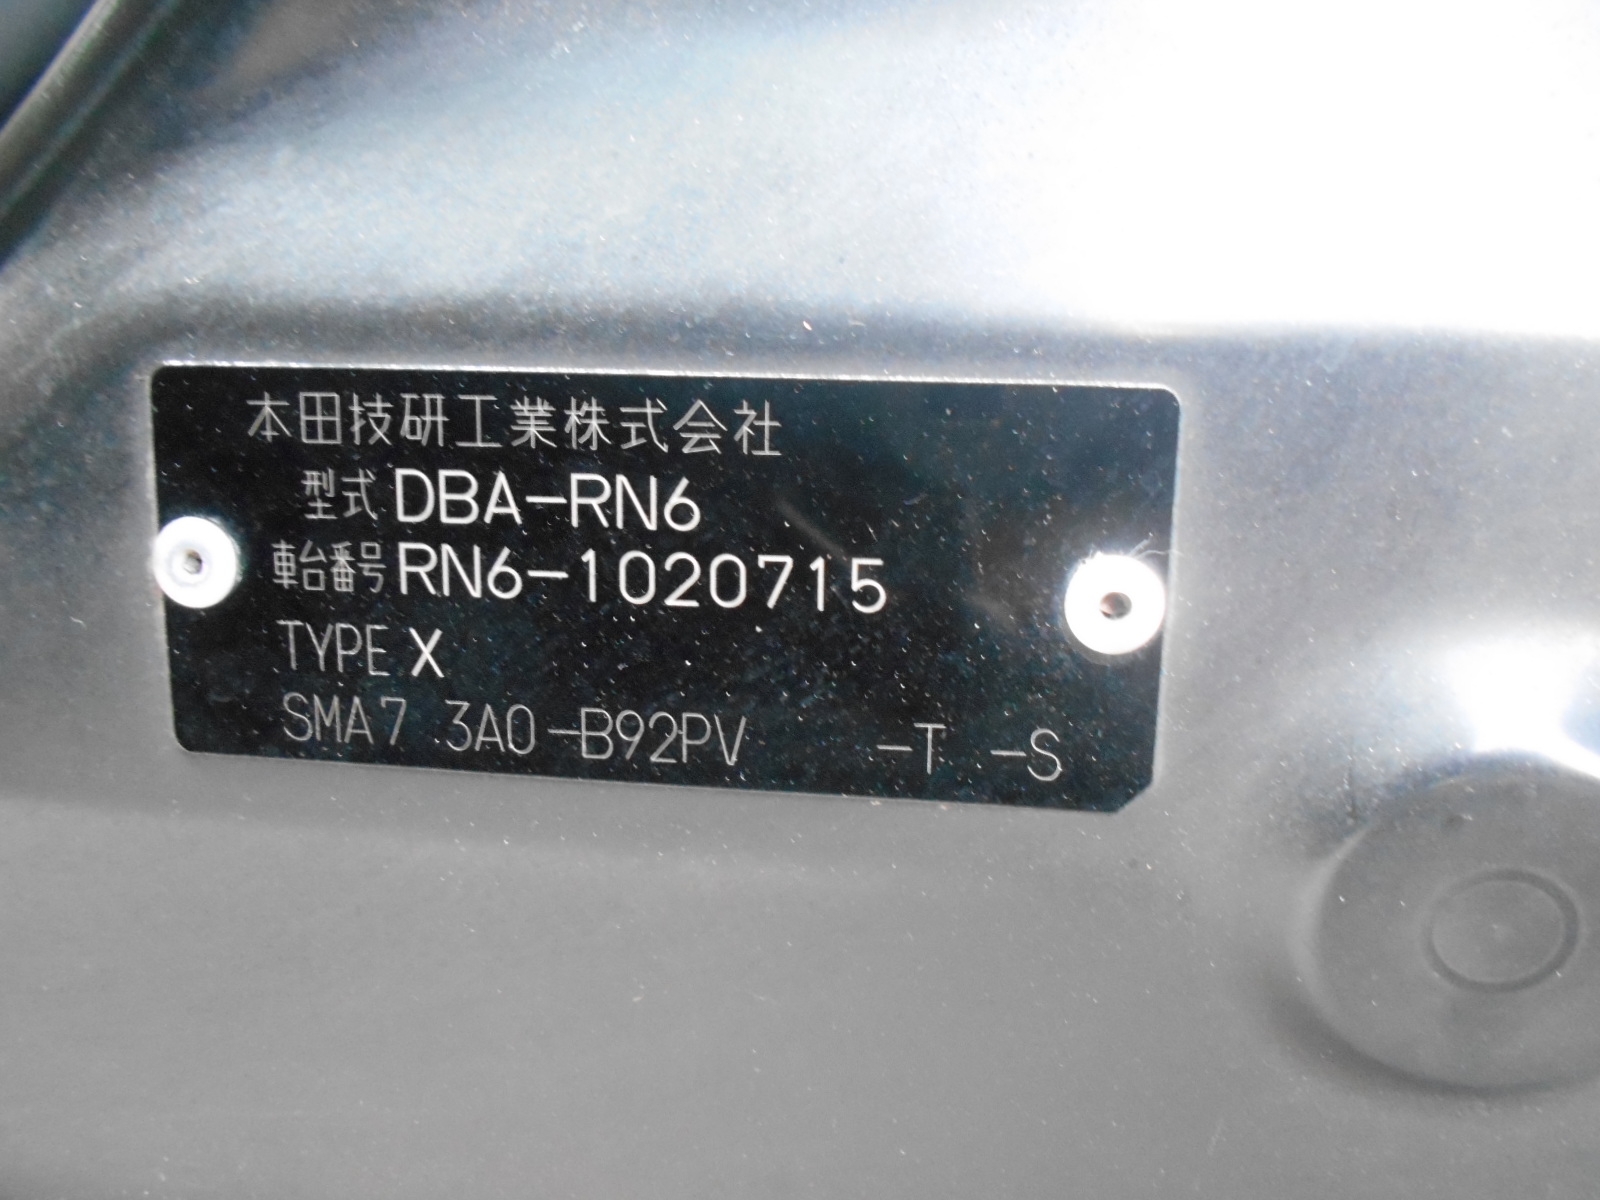 本田技研工業株式会社
型式 DBA-RN6
車台番号 RN6-1020715
TYPE X
SMA7 3A0-B92PV -T -S